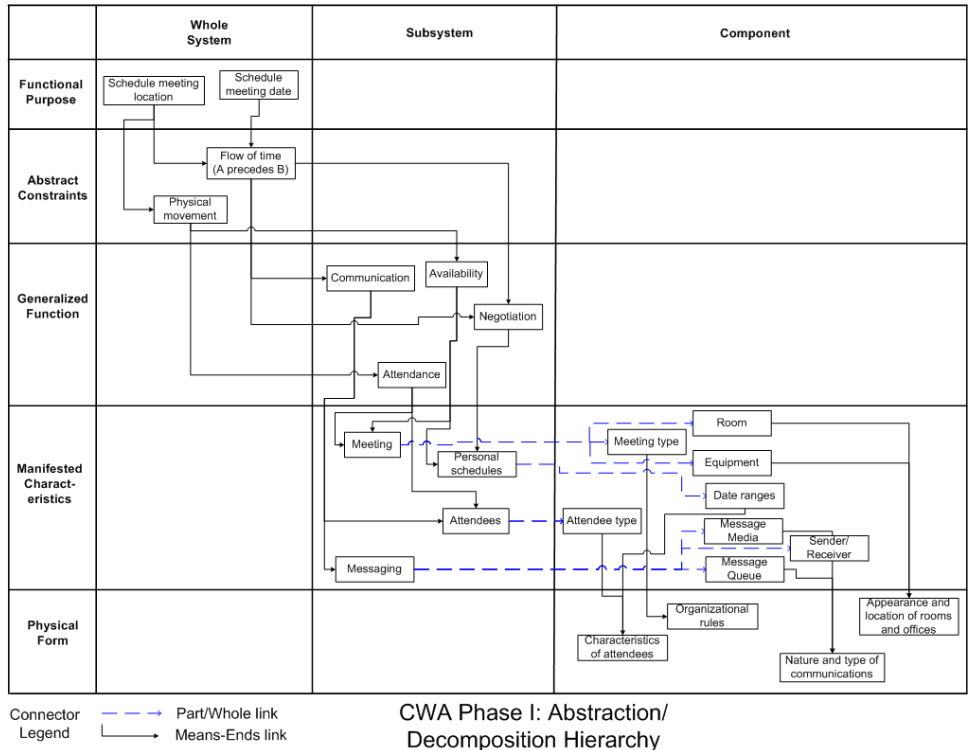 Whole
System
Subsystem
Component
Functional
Purpose
Schedule meeting
location
Schedule
meeting date
Abstract
Constraints
Flow of time
(A precedes B)
Physical
movement
Generalized
Function
Communication
Availability
Negotiation
Attendance
Manifested
Charact-
eristics
Meeting
Personal
schedules
Attendees
Messaging
Meeting type
Room
Equipment
Date ranges
Attendee type
Message
Media
Sender/
Receiver
Message
Queue
Physical
Form
Organizational
rules
Characteristics
of attendees
Appearance and
location of rooms
and offices
Nature and type of
communications
Connector
Legend
Part/Whole link
Means-Ends link
CWA Phase I: Abstraction/
Decomposition Hierarchy